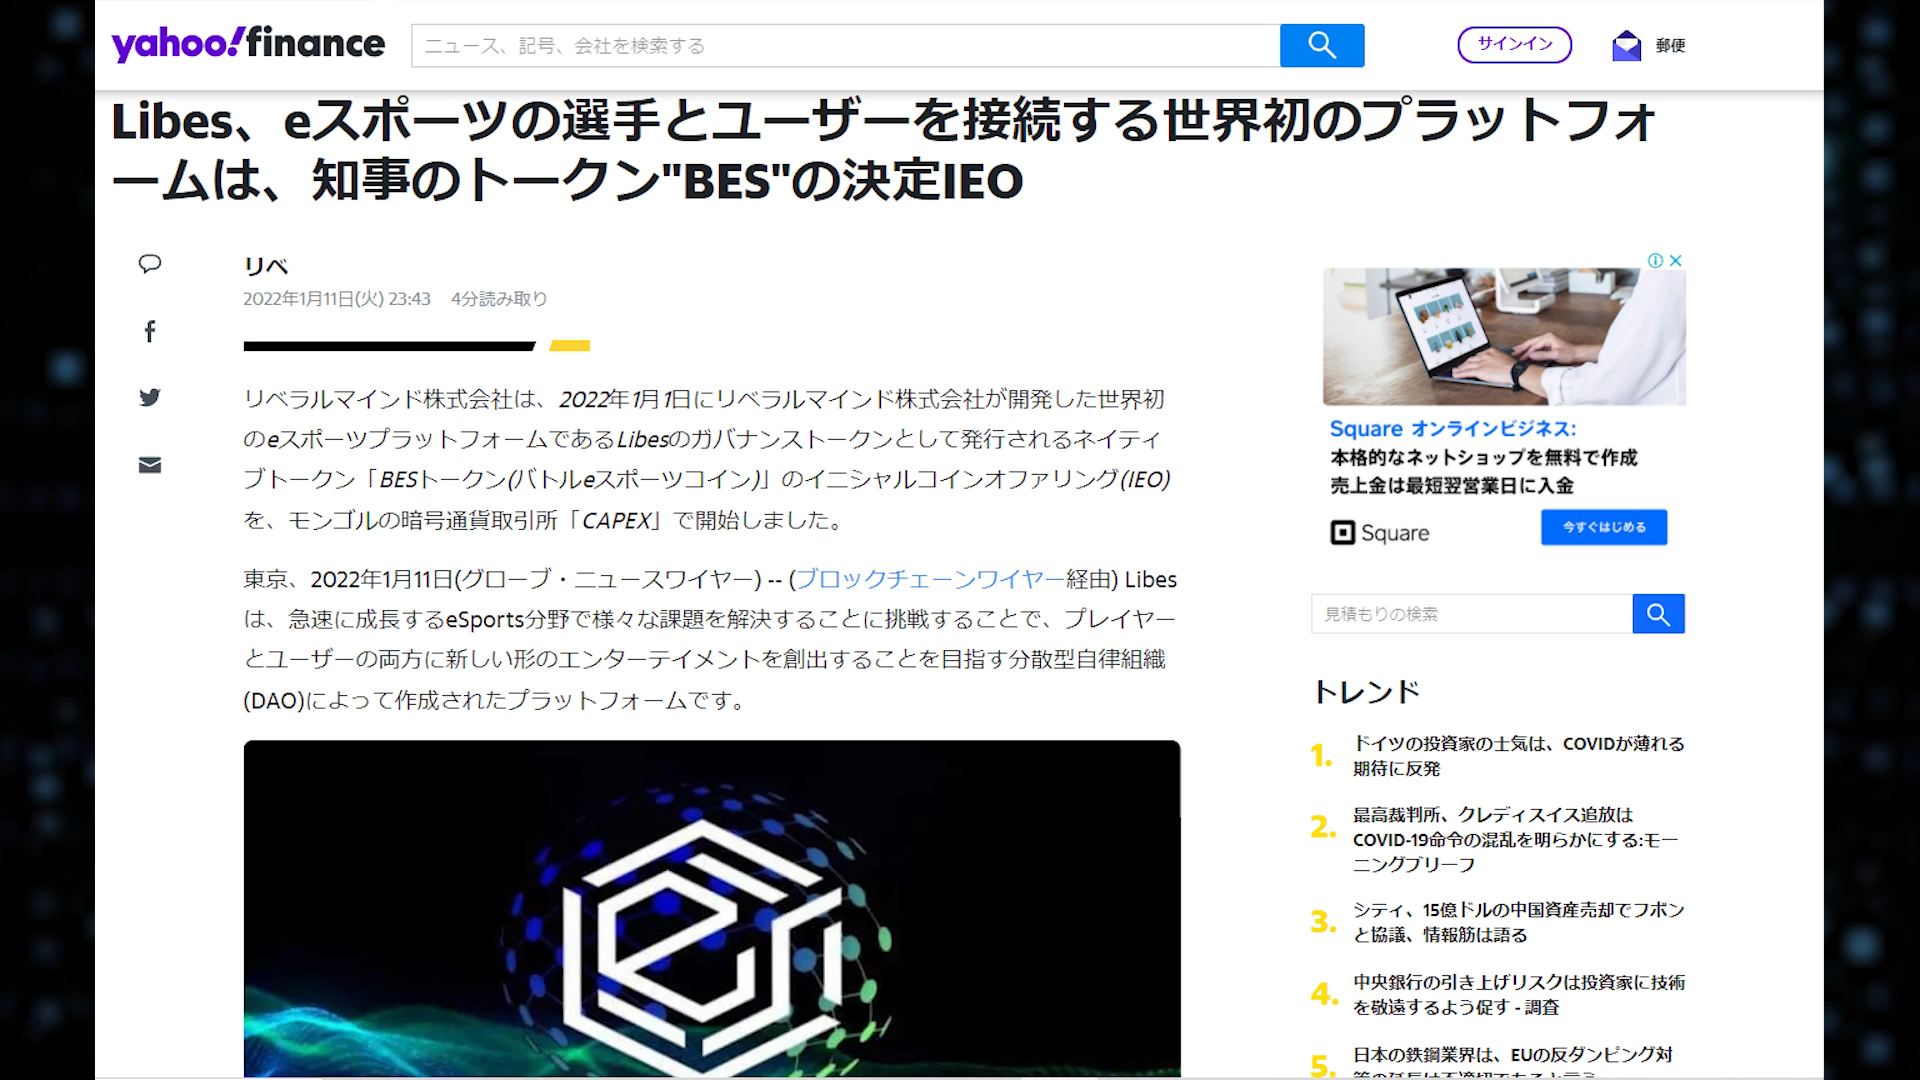 yahoo!finance
ニュース、記号、会社を検索する
サインイン
郵便
Libes、eスポーツの選手とユーザーを接続する世界初のプラットフォ
ームは、知事のトークン"BES"の決定IEO
リベ
2022年1月11日(火) 23:43 4分読み取り
リベラルマインド株式会社は、2022年1月1日にリベラルマインド株式会社が開発した世界初
のeスポーツプラットフォームであるLibesのガバナンストークンとして発行されるネイティ
ブトークン「BESトークン(バトルeスポーツコイン)」のイニシャルコインオファリング(IEO)
を、モンゴルの暗号通貨取引所「CAPEX」で開始しました。
東京、2022年1月11日(グローブ・ニュースワイヤー) -- (ブロックチェーンワイヤー経由) Libes
は、急速に成長するeSports分野で様々な課題を解決することに挑戦することで、プレイヤー
とユーザーの両方に新しい形のエンターテイメントを創出することを目指す分散型自律組織
(DAO)によって作成されたプラットフォームです。
Square オンラインビジネス:
本格的なネットショップを無料で作成
売上金は最短翌営業日に入金
Square
今すぐはじめる
見積もりの検索
トレンド
1. ドイツの投資家の士気は、COVIDが薄れる
期待に反発
2. 最高裁判所、クレディスイス追放は
COVID-19命令の混乱を明らかにする:モー
ニングブリーフ
3. シティ、15億ドルの中国資産売却でフボン
と協議、情報筋は語る
4. 中央銀行の引き上げリスクは投資家に技術
を敬遠するよう促す - 調査
5. 日本の鉄鋼業界は、EUの反ダンピング対